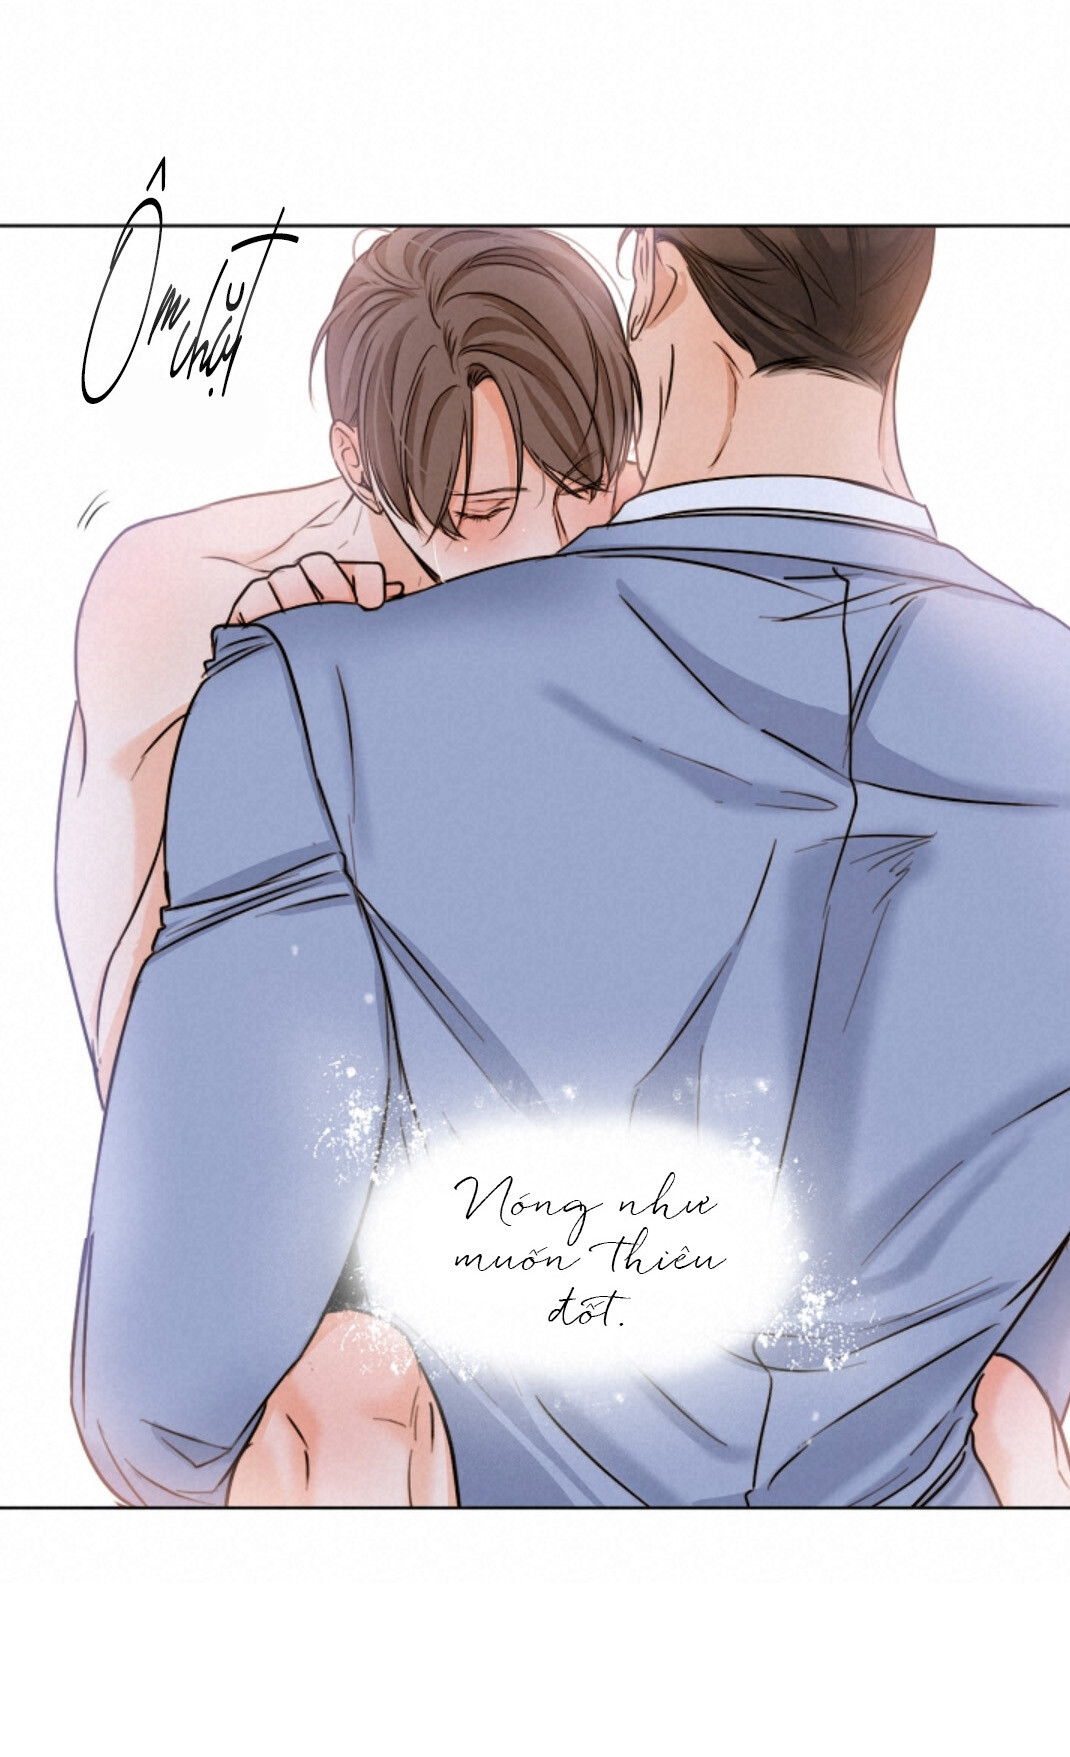 Ôm
chặt
Nóng như
muốn thiêu
đốt.